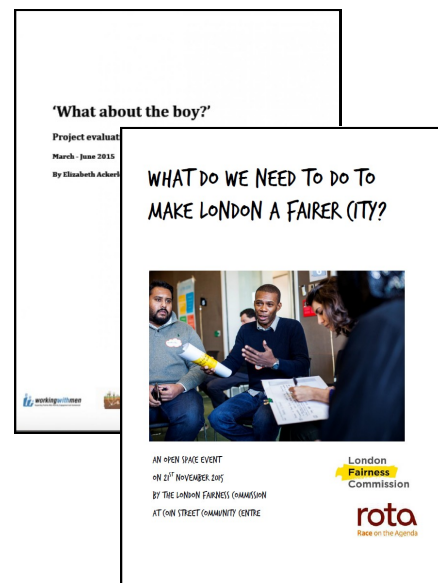 ‘What about the boy?’
Project
March - June 2015
By Elizabeth
workingwithmen
WHAT DO WE NEED TO DO TO
MAKE LONDON A FAIRER CITY?
AN OPEN SPACE EVENT
ON 21ST NOVEMBER 2015
BY THE LONDON FAIRNESS COMMISSION
AT COIN STREET COMMUNITY CENTRE
London
Fairness
Commission
rota
Race on the Agenda